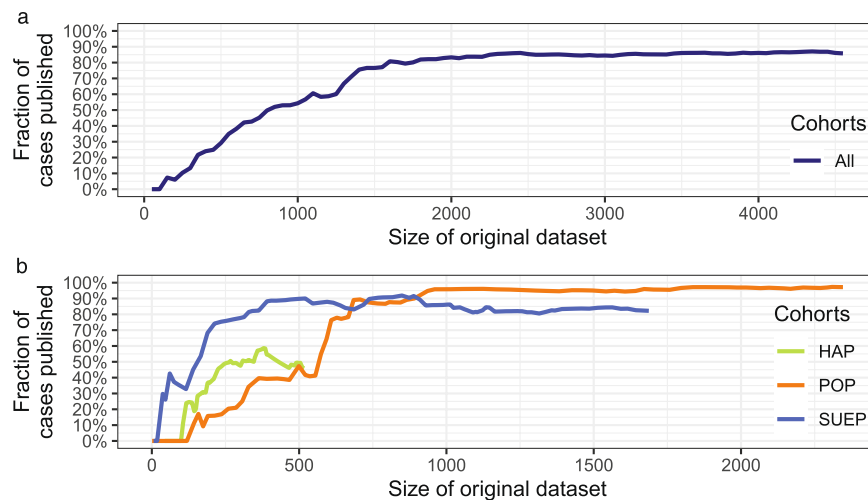 a
Fraction of
cases published
100%
90%
80%
70%
60%
50%
40%
30%
20%
10%
0%
Cohorts
All
0 1000 2000 3000 4000
Size of original dataset
b
Fraction of
cases published
100%
90%
80%
70%
60%
50%
40%
30%
20%
10%
0%
Cohorts
HAP
POP
SUEP
0 500 1000 1500 2000
Size of original dataset